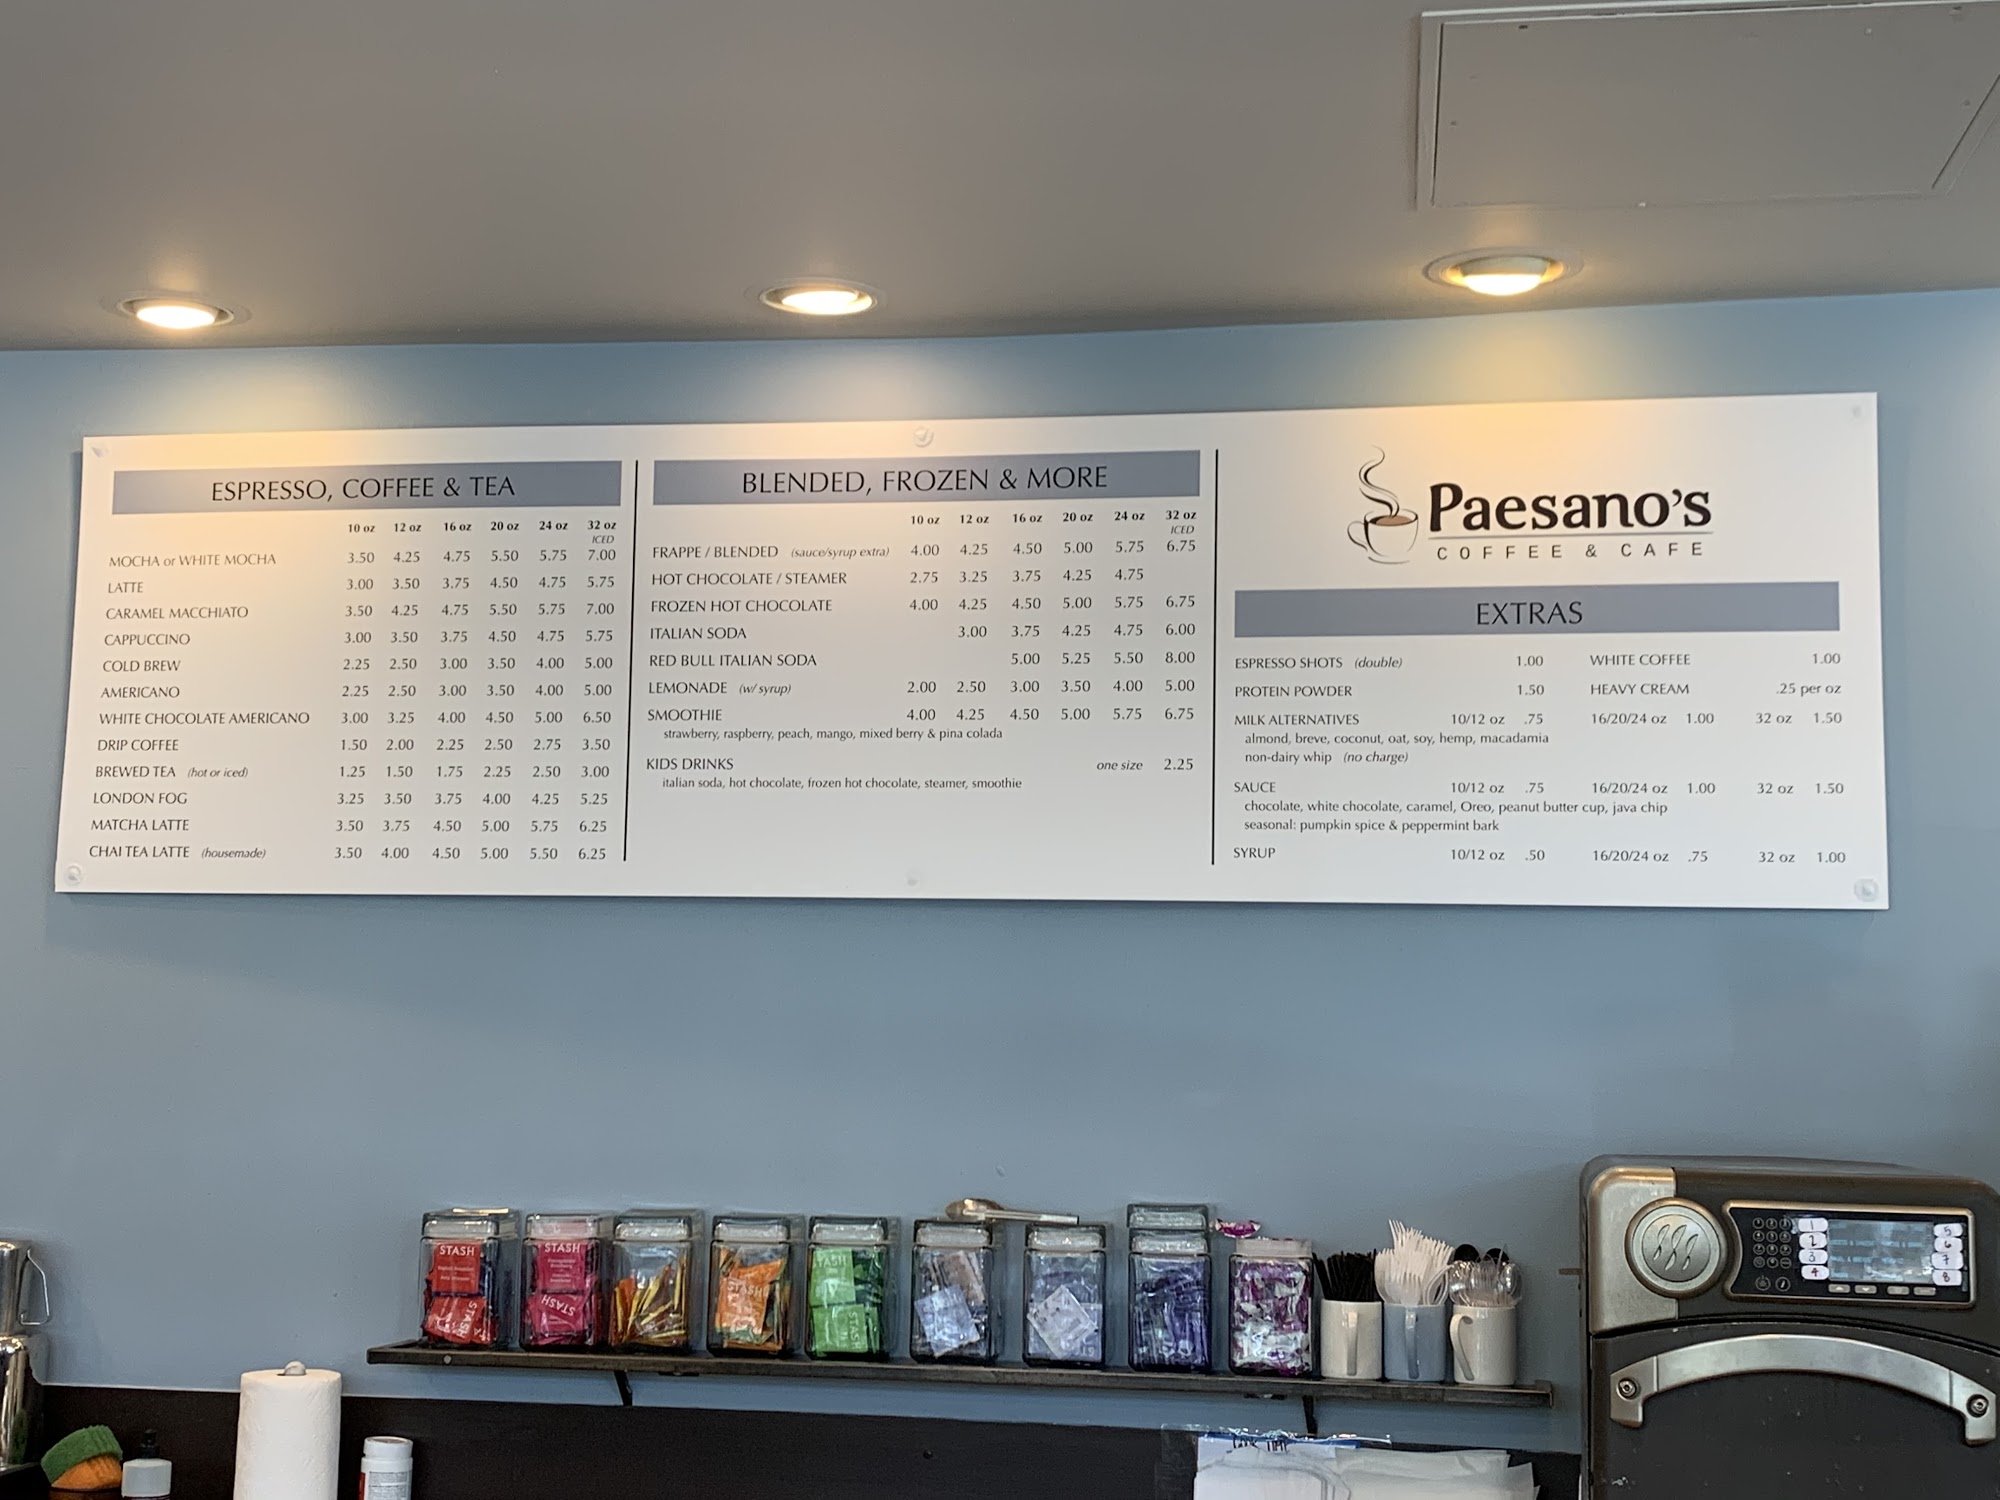 ESPRESSO, COFFEE & TEA
10 oz 12 oz 16 oz 20 oz 24 oz 32 oz
ICED
MOCHA or WHITE MOCHA 3.50 4.25 4.75 5.50 5.75 7.00
LATTE 3.00 3.50 3.75 4.50 4.75 5.75
CARAMEL MACCHIATO 3.50 4.25 4.75 5.50 5.75 7.00
CAPPUCCINO 3.00 3.50 3.75 4.50 4.75 5.75
COLD BREW 2.25 2.50 3.00 3.50 4.00 5.00
AMERICANO 2.25 2.50 3.00 3.50 4.00 5.00
WHITE CHOCOLATE AMERICANO 3.00 3.25 4.00 4.50 5.00 6.50
DRIP COFFEE 1.50 2.00 2.25 2.50 2.75 3.50
BREWED TEA (hot or iced) 1.25 1.50 1.75 2.25 2.50 3.00
LONDON FOG 3.25 3.50 3.75 4.00 4.25 5.25
MATCHA LATTE 3.50 3.75 4.50 5.00 5.75 6.25
CHAI TEA LATTE (housemade) 3.50 4.00 4.50 5.00 5.50 6.25
BLENDED, FROZEN & MORE
10 oz 12 oz 16 oz 20 oz 24 oz 32 oz
ICED
FRAPPE / BLENDED (sauce/syrup extra) 4.00 4.25 4.50 5.00 5.75 6.75
HOT CHOCOLATE / STEAMER 2.75 3.25 3.75 4.25 4.75
FROZEN HOT CHOCOLATE 4.00 4.25 4.50 5.00 5.75 6.75
ITALIAN SODA 3.00 3.75 4.25 4.75 6.00
RED BULL ITALIAN SODA 5.00 5.25 5.50 8.00
LEMONADE (w/ syrup) 2.00 2.50 3.00 3.50 4.00 5.00
SMOOTHIE 4.00 4.25 4.50 5.00 5.75 6.75
strawberry, raspberry, peach, mango, mixed berry & pina colada
KIDS DRINKS one size 2.25
italian soda, hot chocolate, frozen hot chocolate, steamer, smoothie
Paesano's
COFFEE & CAFE
EXTRAS
ESPRESSO SHOTS (double) 1.00 WHITE COFFEE 1.00
PROTEIN POWDER 1.50 HEAVY CREAM .25 per oz
MILK ALTERNATIVES 10/12 oz .75 16/20/24 oz 1.00 32 oz 1.50
almond, breve, coconut, oat, soy, hemp, macadamia
non-dairy whip (no charge)
SAUCE 10/12 oz .75 16/20/24 oz 1.00 32 oz 1.50
chocolate, white chocolate, caramel, Oreo, peanut butter cup, java chip
seasonal: pumpkin spice & peppermint bark
SYRUP 10/12 oz .50 16/20/24 oz .75 32 oz 1.00
STASH
STASH
STASH
STASH
STASH
STASH
STASH
1 5
2 6
3 7
4 8